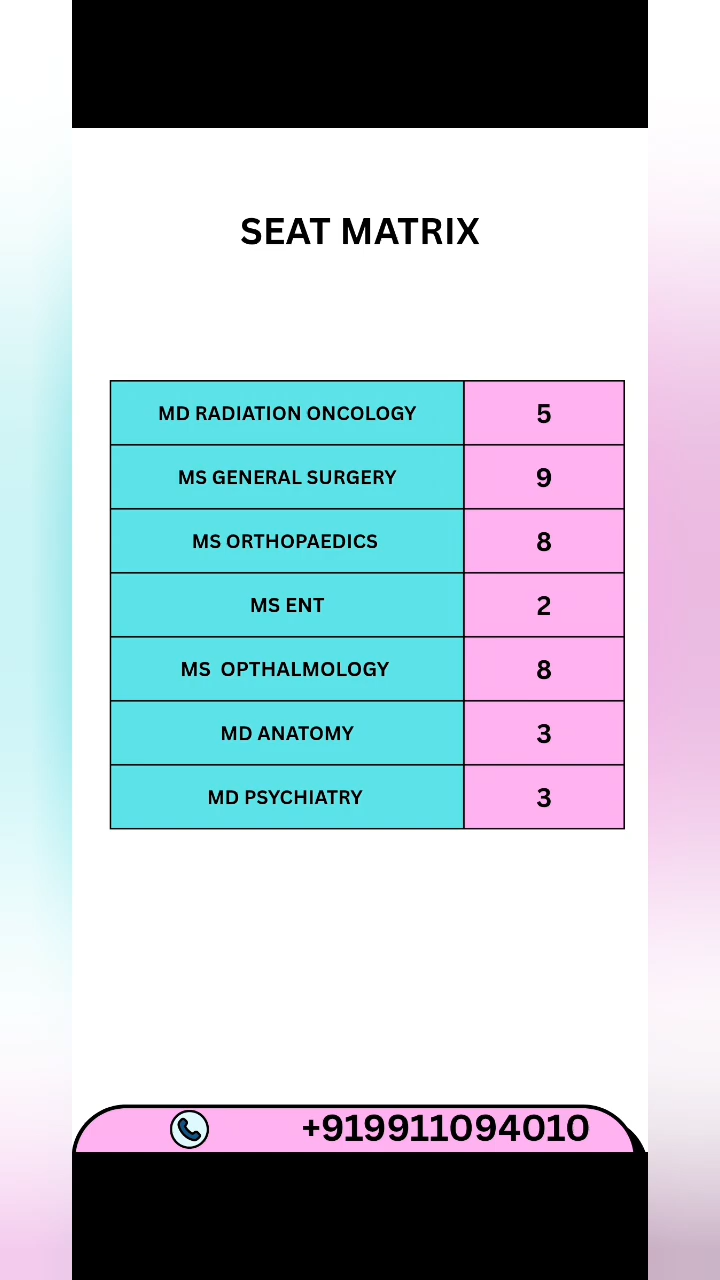 SEAT MATRIX
MD RADIATION ONCOLOGY 5
MS GENERAL SURGERY 9
MS ORTHOPAEDICS 8
MS ENT 2
MS OPTHALMOLOGY 8
MD ANATOMY 3
MD PSYCHIATRY 3
+919911094010